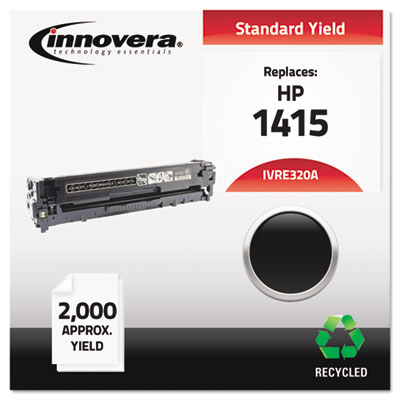 innovera
technology essentials
Standard Yield
Replaces:
HP
1415
IVRE320A
2,000
APPROX.
YIELD
RECYCLED